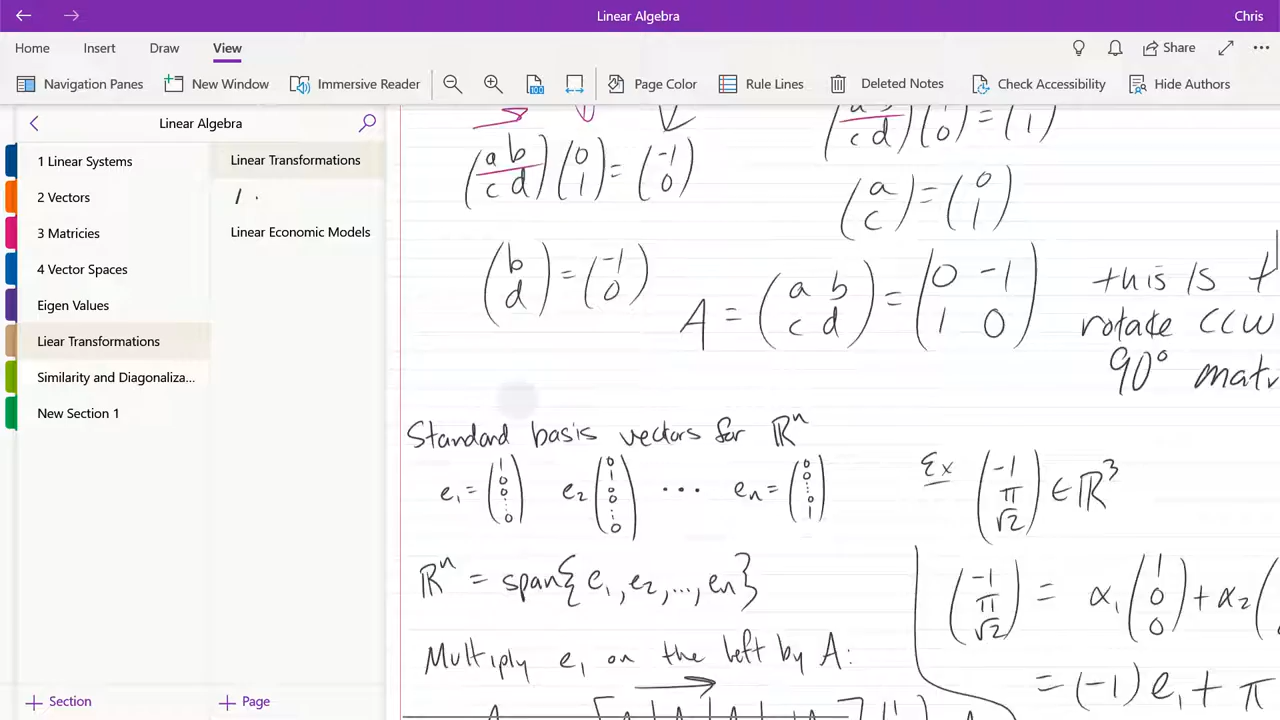 Linear Algebra
Chris
Home Insert Draw View
Share
Navigation Panes New Window Immersive Reader Page Color Rule Lines Deleted Notes Check Accessibility Hide Authors
Linear Algebra
1 Linear Systems
2 Vectors
3 Matricies
4 Vector Spaces
Eigen Values
Liear Transformations
Similarity and Diagonaliza...
New Section 1
Linear Transformations
Linear Economic Models
+ Section
+ Page
(a b; c d)(0; 1) = (-1; 0)
(a b; c d)(1; 0) = (0; 1)
(a; c) = (0; 1)
(b; d) = (-1; 0)
A = (a b; c d) = (0 -1; 1 0)
this is t
rotate CCW
90° matr
Standard basis vectors for ℝⁿ
e₁ = (1; 0; 0; ⋮; 0) e₂ (0; 1; 0; ⋮; 0) ... eₙ = (0; 0; ⋮; 0; 1)
Ex (-1; π; √2) ∈ ℝ³
ℝⁿ = span{e₁, e₂, ..., eₙ}
(-1; π; √2) = α₁(1; 0; 0) + α₂(
Multiply e₁ on the left by A:
= (-1)e₁ + π